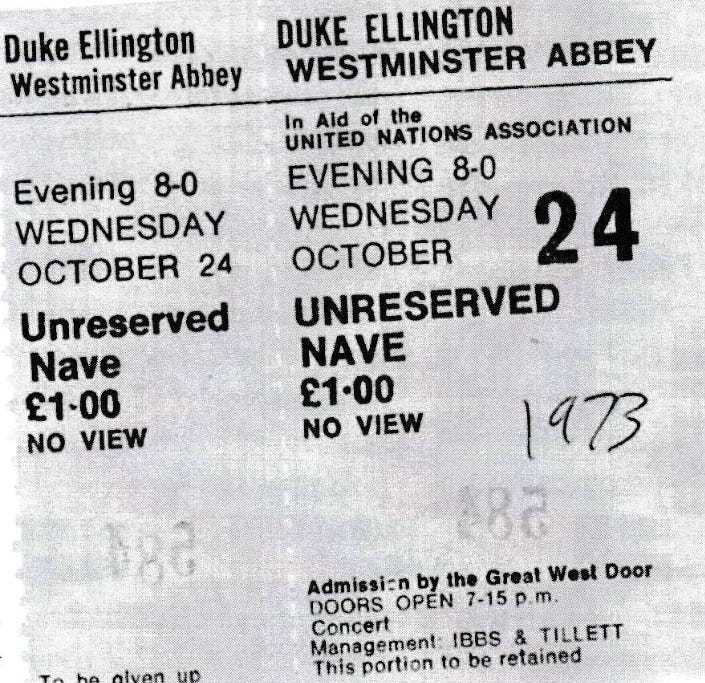 Duke Ellington
Westminster Abbey
Evening 8-0
WEDNESDAY
OCTOBER 24
Unreserved
Nave
£1·00
NO VIEW
584
To be given up
DUKE ELLINGTON
WESTMINSTER ABBEY
In Aid of the
UNITED NATIONS ASSOCIATION
EVENING 8-0
WEDNESDAY
OCTOBER 24
UNRESERVED
NAVE
£1·00
NO VIEW
1973
584
Admission by the Great West Door
DOORS OPEN 7-15 p.m.
Concert
Management: IBBS & TILLETT
This portion to be retained